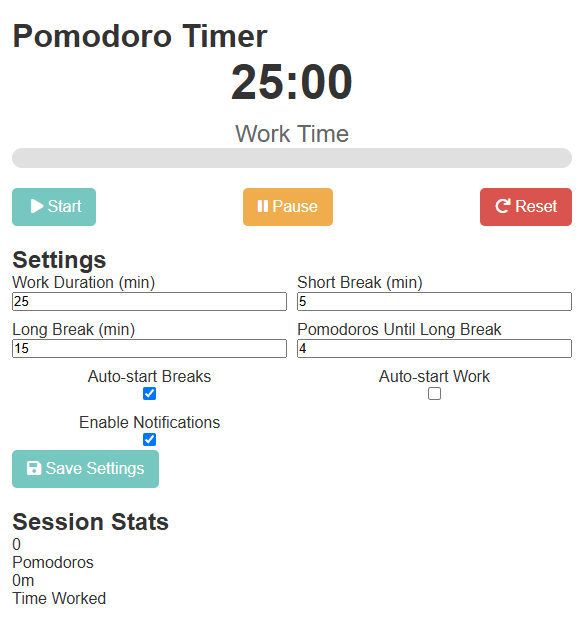 Pomodoro Timer
25:00
Work Time
Start
Pause
Reset
Settings
Work Duration (min)
Short Break (min)
25
5
Long Break (min)
Pomodoros Until Long Break
15
4
Auto-start Breaks
Auto-start Work
Enable Notifications
Save Settings
Session Stats
0
Pomodoros
0m
Time Worked